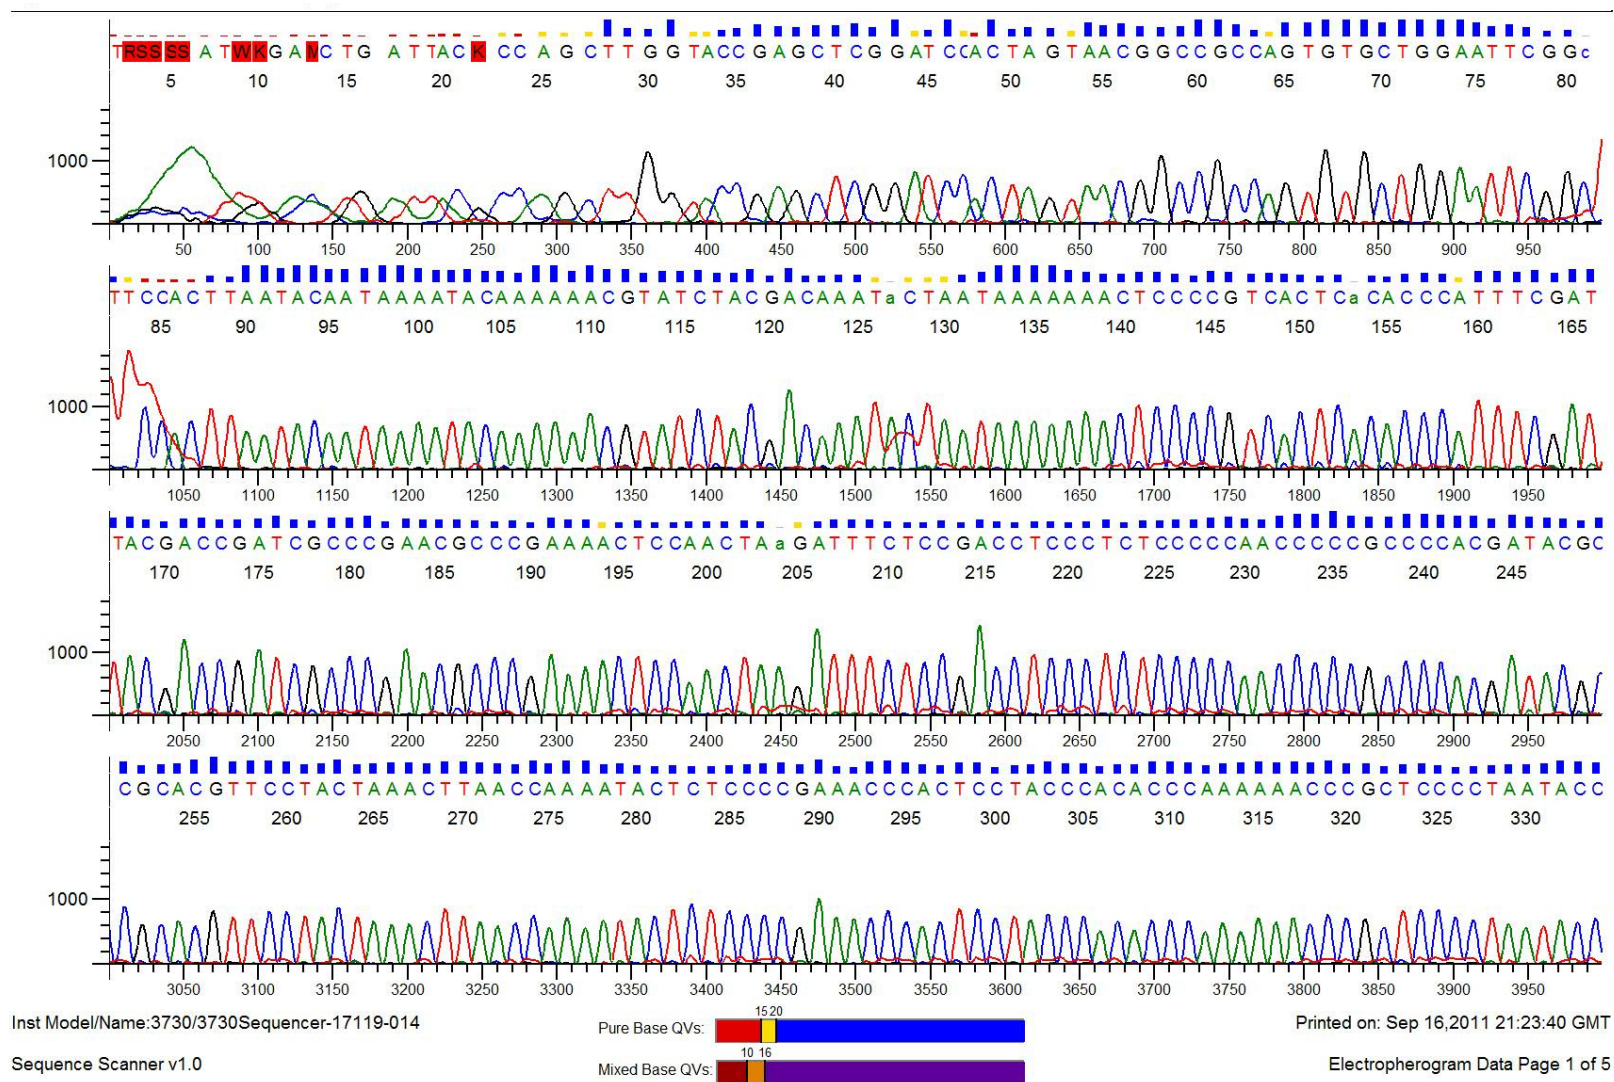 TRSSSS ATWKGAMCTG ATTACK CC AGCTTGGTACCGAGCTCGGATCCACTAGTAACGGCCGCCAGTGTGCTGGAATTCGGc
5 10 15 20 25 30 35 40 45 50 55 60 65 70 75 80
1000
50 100 150 200 250 300 350 400 450 500 550 600 650 700 750 800 850 900 950
TTCCACTTAATACAATAAAATACAAAAAACGTATCTACGACAAATaCTAATAAAAAAACTCCCCGTCACTCaCACCCATTTCGAT
85 90 95 100 105 110 115 120 125 130 135 140 145 150 155 160 165
1000
1050 1100 1150 1200 1250 1300 1350 1400 1450 1500 1550 1600 1650 1700 1750 1800 1850 1900 1950
TACGACCGATCGCCCGAACGCCCGAAAACTCCAACTAaGATTTCTCCGACCTCCCTCTCCCCCAACCCCCGCCCCACGATACGC
170 175 180 185 190 195 200 205 210 215 220 225 230 235 240 245
1000
2050 2100 2150 2200 2250 2300 2350 2400 2450 2500 2550 2600 2650 2700 2750 2800 2850 2900 2950
CGCACGTTCCTACTAAACTTAACCAAAATACTCTCCCCGAAACCCACTCCTACCCACACCCAAAAAACCCGCTCCCCTAATACC
255 260 265 270 275 280 285 290 295 300 305 310 315 320 325 330
1000
3050 3100 3150 3200 3250 3300 3350 3400 3450 3500 3550 3600 3650 3700 3750 3800 3850 3900 3950
Inst Model/Name:3730/3730Sequencer-17119-014
Pure Base QVs:
15 20
Printed on: Sep 16,2011 21:23:40 GMT
Sequence Scanner v1.0
Mixed Base QVs:
10 16
Electropherogram Data Page 1 of 5